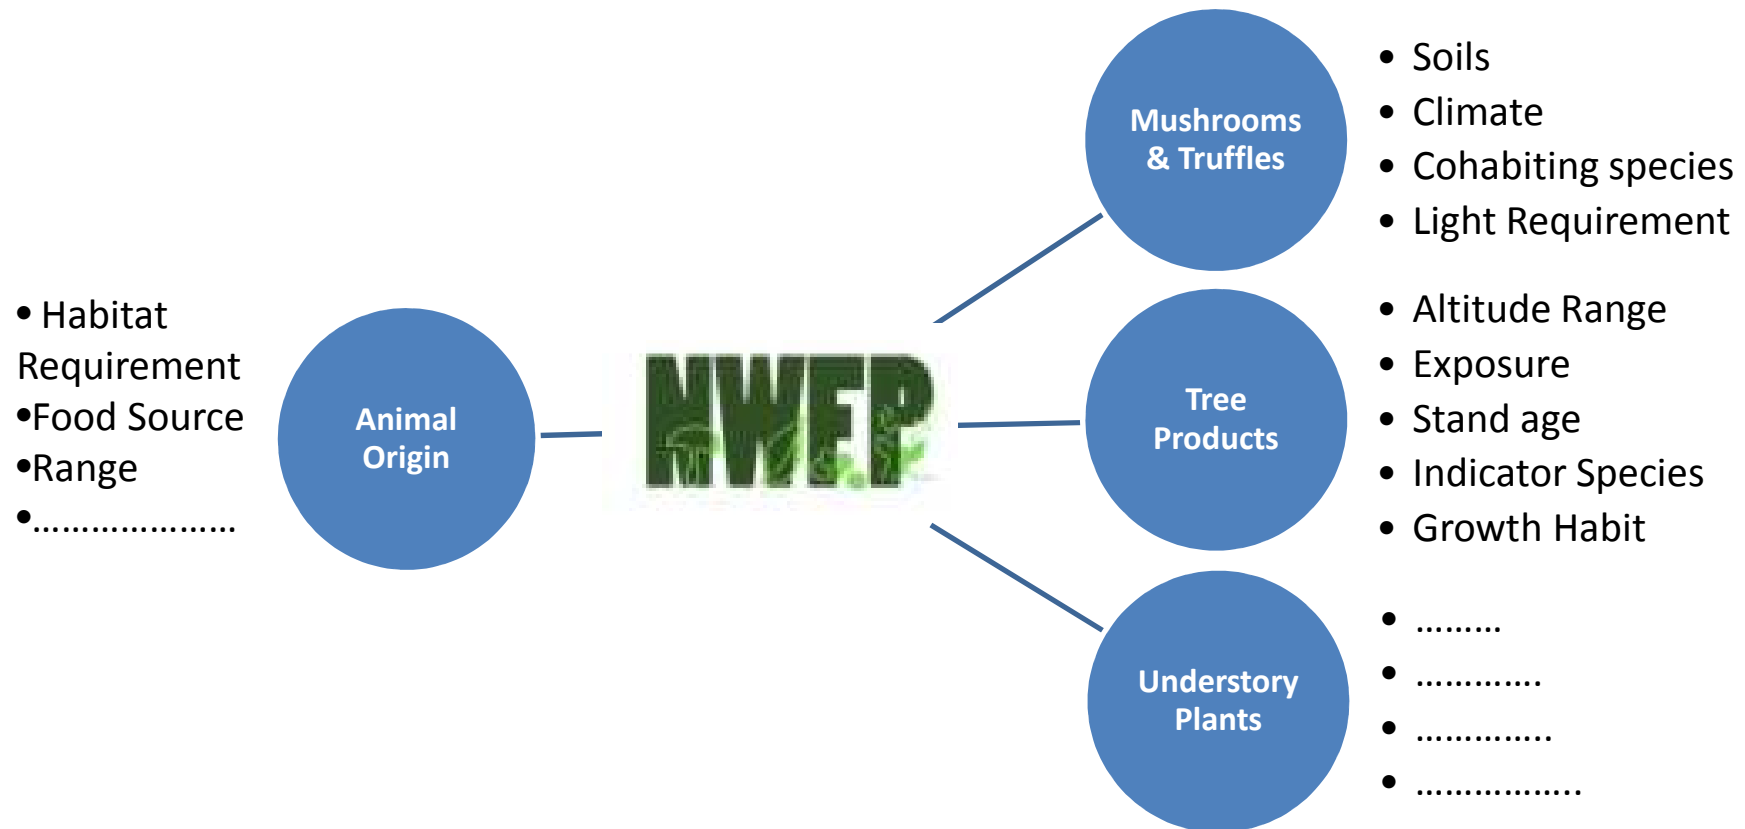 • Habitat
Requirement
•Food Source
•Range
•…………………
Animal
Origin
NWFP
Mushrooms
& Truffles
• Soils
• Climate
• Cohabiting species
• Light Requirement
Tree
Products
• Altitude Range
• Exposure
• Stand age
• Indicator Species
• Growth Habit
Understory
Plants
• ………
• ………….
• …………..
• ……………..